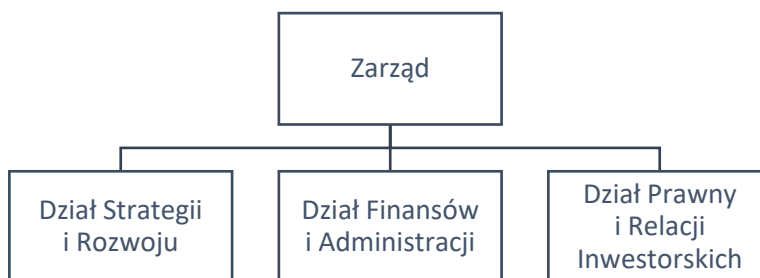 Zarząd
Dział Strategii
i Rozwoju
Dział Finansów
i Administracji
Dział Prawny
i Relacji
Inwestorskich